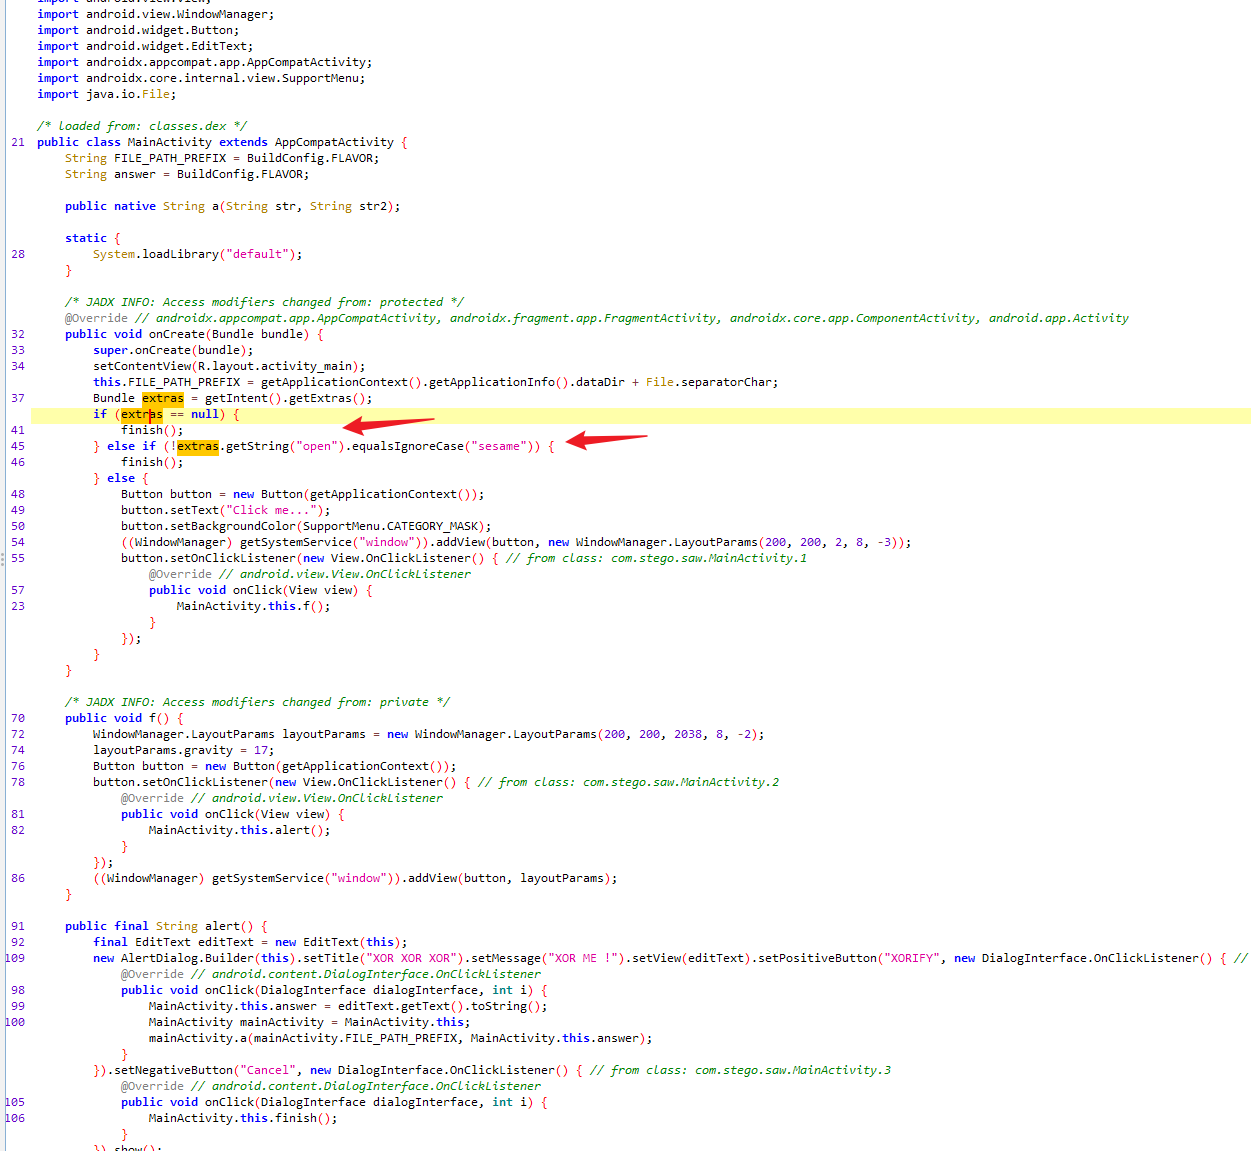 import android.view.View;
import android.view.WindowManager;
import android.widget.Button;
import android.widget.EditText;
import androidx.appcompat.app.AppCompatActivity;
import androidx.core.internal.view.SupportMenu;
import java.io.File;
/* loaded from: classes.dex */
21 public class MainActivity extends AppCompatActivity {
String FILE_PATH_PREFIX = BuildConfig.FLAVOR;
String answer = BuildConfig.FLAVOR;
public native String a(String str, String str2);
static {
28 System.loadLibrary("default");
}
/* JADX INFO: Access modifiers changed from: protected */
@Override // androidx.appcompat.app.AppCompatActivity, androidx.fragment.app.FragmentActivity, androidx.core.app.ComponentActivity, android.app.Activity
32 public void onCreate(Bundle bundle) {
33 super.onCreate(bundle);
34 setContentView(R.layout.activity_main);
this.FILE_PATH_PREFIX = getApplicationContext().getApplicationInfo().dataDir + File.separatorChar;
37 Bundle extras = getIntent().getExtras();
if (extras == null) {
41 finish();
45 } else if (!extras.getString("open").equalsIgnoreCase("sesame")) {
46 finish();
} else {
48 Button button = new Button(getApplicationContext());
49 button.setText("Click me...");
50 button.setBackgroundColor(SupportMenu.CATEGORY_MASK);
54 ((WindowManager) getSystemService("window")).addView(button, new WindowManager.LayoutParams(200, 200, 2, 8, -3));
55 button.setOnClickListener(new View.OnClickListener() { // from class: com.stego.saw.MainActivity.1
@Override // android.view.View.OnClickListener
57 public void onClick(View view) {
23 MainActivity.this.f();
}
});
}
}
/* JADX INFO: Access modifiers changed from: private */
70 public void f() {
72 WindowManager.LayoutParams layoutParams = new WindowManager.LayoutParams(200, 200, 2038, 8, -2);
74 layoutParams.gravity = 17;
76 Button button = new Button(getApplicationContext());
78 button.setOnClickListener(new View.OnClickListener() { // from class: com.stego.saw.MainActivity.2
@Override // android.view.View.OnClickListener
81 public void onClick(View view) {
82 MainActivity.this.alert();
}
});
86 ((WindowManager) getSystemService("window")).addView(button, layoutParams);
}
91 public final String alert() {
92 final EditText editText = new EditText(this);
109 new AlertDialog.Builder(this).setTitle("XOR XOR XOR").setMessage("XOR ME !").setView(editText).setPositiveButton("XORIFY", new DialogInterface.OnClickListener() { //
@Override // android.content.DialogInterface.OnClickListener
98 public void onClick(DialogInterface dialogInterface, int i) {
99 MainActivity.this.answer = editText.getText().toString();
100 MainActivity mainActivity = MainActivity.this;
mainActivity.a(mainActivity.FILE_PATH_PREFIX, MainActivity.this.answer);
}
}).setNegativeButton("Cancel", new DialogInterface.OnClickListener() { // from class: com.stego.saw.MainActivity.3
@Override // android.content.DialogInterface.OnClickListener
105 public void onClick(DialogInterface dialogInterface, int i) {
106 MainActivity.this.finish();
}
}).show();